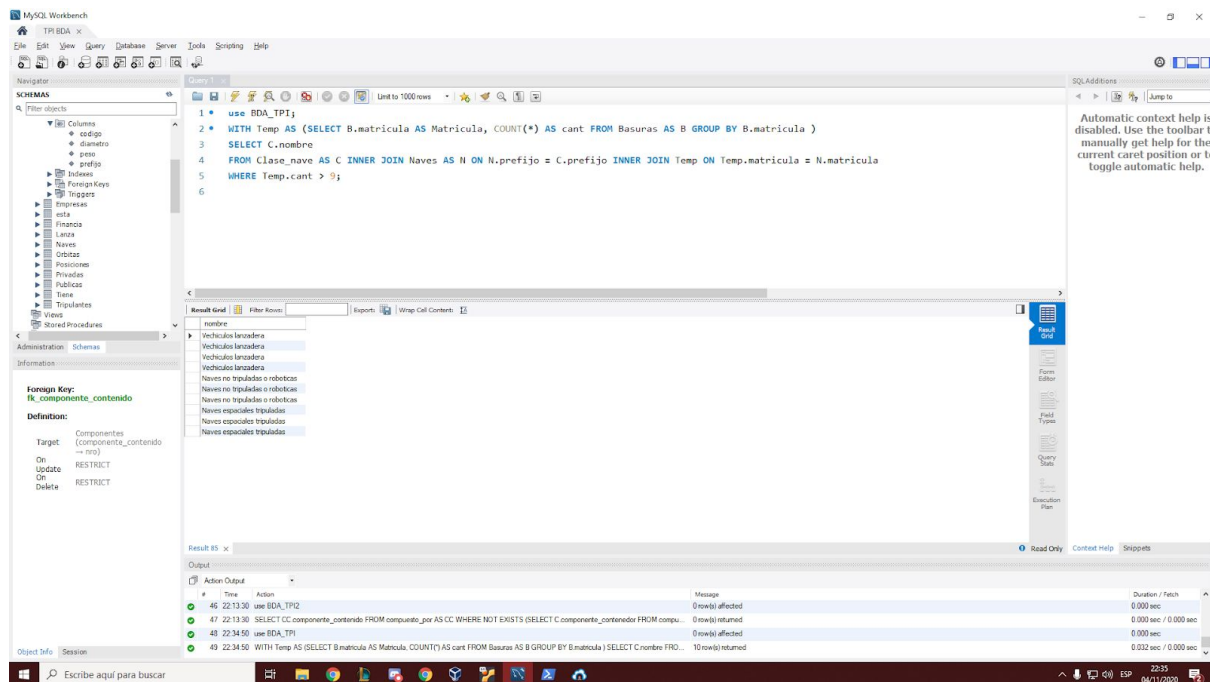 MySQL Workbench
TPI BDA ×
File Edit View Query Database Server Tools Scripting Help
Navigator
Query 1 ×
SQLAdditions
SCHEMAS
Limit to 1000 rows
Jump to
Filter objects
1 use BDA_TPI;
2 WITH Temp AS (SELECT B.matricula AS Matricula, COUNT(*) AS cant FROM Basuras AS B GROUP BY B.matricula )
3 SELECT C.nombre
4 FROM Clase_nave AS C INNER JOIN Naves AS N ON N.prefijo = C.prefijo INNER JOIN Temp ON Temp.matricula = N.matricula
5 WHERE Temp.cant > 9;
6
Automatic context help is
disabled. Use the toolbar t
manually get help for the
current caret position or to
toggle automatic help.
Columns
codigo
diametro
peso
prefijo
Indexes
Foreign Keys
Triggers
Empresas
esta
Financia
Lanza
Naves
Orbitas
Posiciones
Privadas
Publicas
Tiene
Tripulantes
Views
Stored Procedures
Administration Schemas
Information
Foreign Key:
fk_componente_contenido
Definition:
Target Componentes
(componente_contenido
→ nro)
On
Update RESTRICT
On
Delete RESTRICT
Result Grid Filter Rows: Export: Wrap Cell Content:
nombre
Vechiculos lanzadera
Vechiculos lanzadera
Vechiculos lanzadera
Vechiculos lanzadera
Naves no tripuladas o roboticas
Naves no tripuladas o roboticas
Naves no tripuladas o roboticas
Naves espaciales tripuladas
Naves espaciales tripuladas
Naves espaciales tripuladas
Result
Grid
Form
Editor
Field
Types
Query
Stats
Execution
Plan
Result 85 × Read Only Context Help Snippets
Output
Action Output
# Time Action Message Duration / Fetch
46 22:13:30 use BDA_TPI2 0 row(s) affected 0.000 sec
47 22:13:30 SELECT CC.componente_contenido FROM compuesto_por AS CC WHERE NOT EXISTS (SELECT C.componente_contenedor FROM compu... 0 row(s) returned 0.000 sec / 0.000 sec
48 22:34:50 use BDA_TPI 0 row(s) affected 0.000 sec
49 22:34:50 WITH Temp AS (SELECT B.matricula AS Matricula, COUNT(*) AS cant FROM Basuras AS B GROUP BY B.matricula ) SELECT C.nombre FRO... 10 row(s) returned 0.032 sec / 0.000 sec
Object Info Session
Escribe aquí para buscar
ESP
22:35
04/11/2020